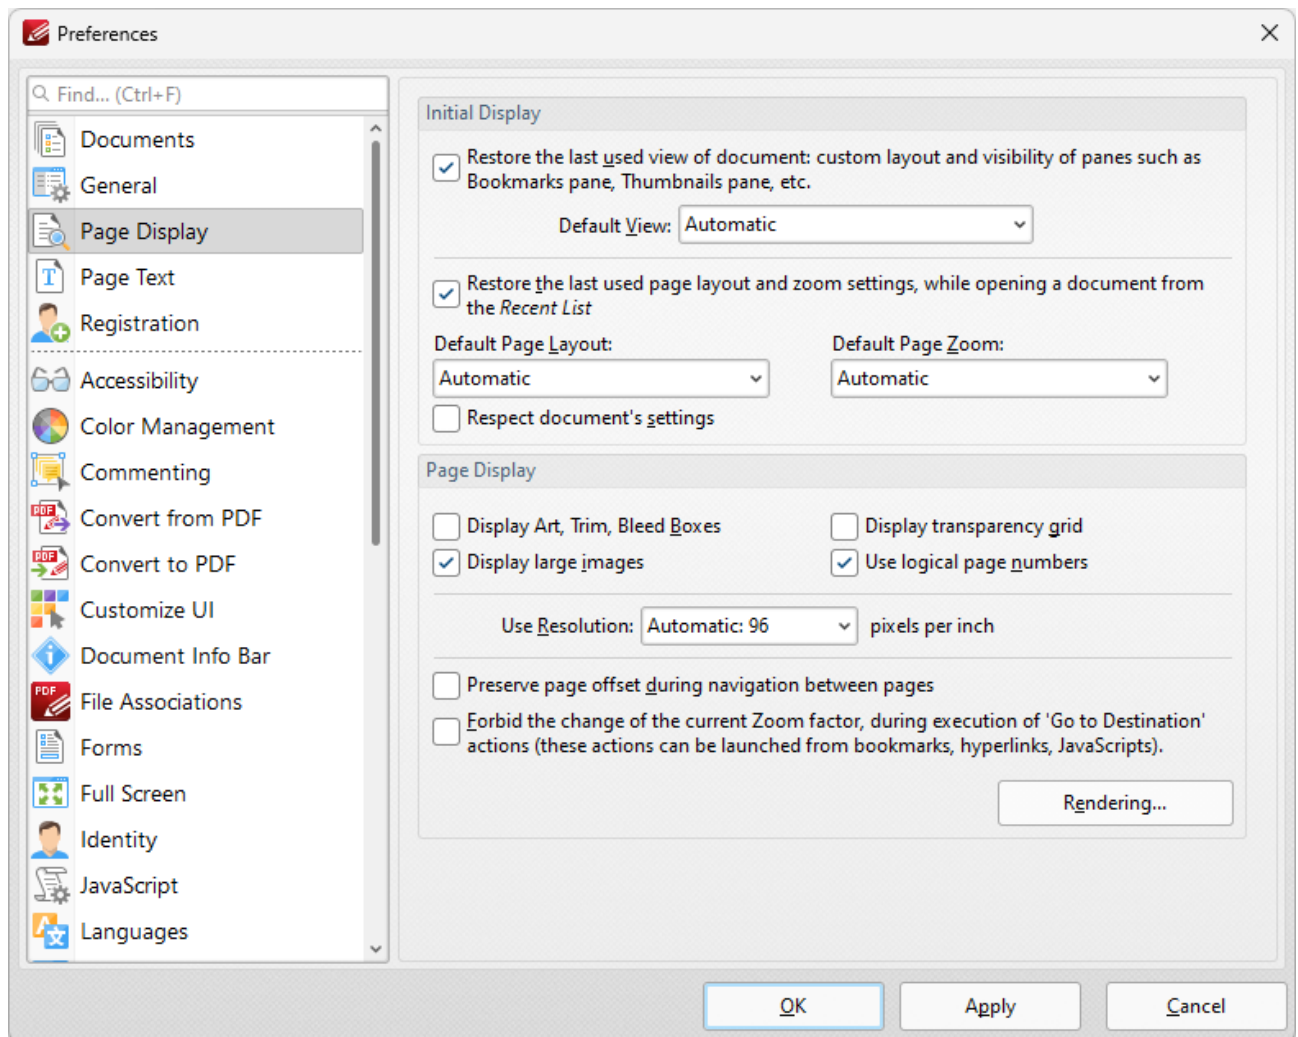 Preferences
Find... (Ctrl+F)
Documents
General
Page Display
Page Text
Registration
Accessibility
Color Management
Commenting
PDF
Convert from PDF
PDF
Convert to PDF
Customize UI
Document Info Bar
PDF
File Associations
Forms
Full Screen
Identity
JavaScript
Languages
Initial Display
Restore the last used view of document: custom layout and visibility of panes such as
Bookmarks pane, Thumbnails pane, etc.
Default View: Automatic
Restore the last used page layout and zoom settings, while opening a document from
the Recent List
Default Page Layout: Default Page Zoom:
Automatic Automatic
Respect document's settings
Page Display
Display Art, Trim, Bleed Boxes Display transparency grid
Display large images Use logical page numbers
Use Resolution: Automatic: 96 pixels per inch
Preserve page offset during navigation between pages
Forbid the change of the current Zoom factor, during execution of 'Go to Destination'
actions (these actions can be launched from bookmarks, hyperlinks, JavaScripts).
Rendering...
OK Apply Cancel